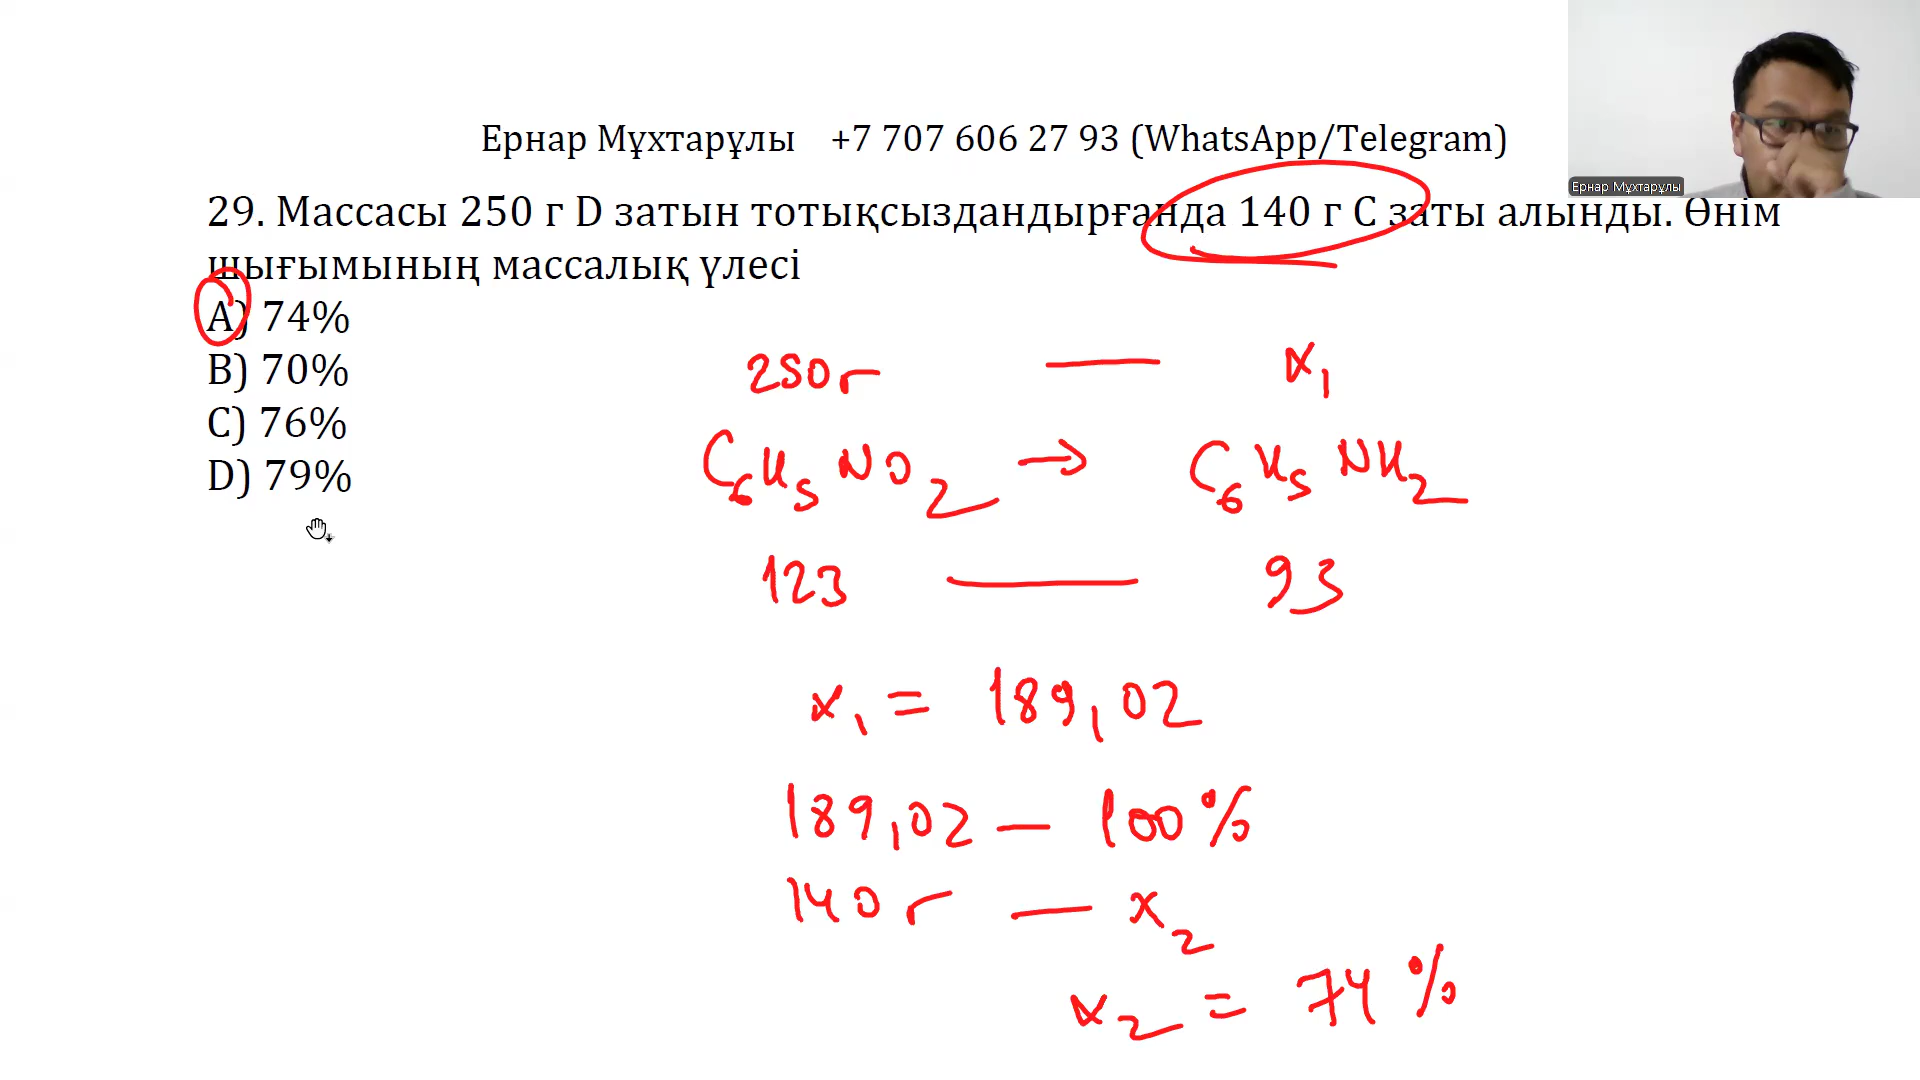 Ернар Мұхтарұлы +7 707 606 27 93 (WhatsApp/Telegram)
Ернар Мұхтарұлы
29. Массасы 250 г D затын тотықсыздандырғанда 140 г С заты алынды. Өнім
шығымының массалық үлесі
A) 74%
B) 70%
C) 76%
D) 79%
250 г — x₁
C₆H₅NO₂ → C₆H₅NH₂
123 — 93
x₁ = 189,02
189,02 — 100%
140 г — x₂
x₂ = 74%